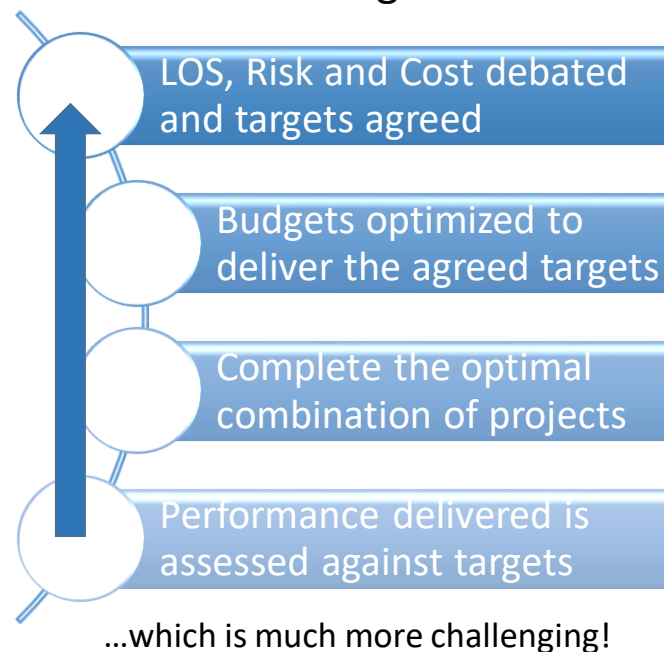 LOS, Risk and Cost debated
and targets agreed
Budgets optimized to
deliver the agreed targets
Complete the optimal
combination of projects
Performance delivered is
assessed against targets
...which is much more challenging!